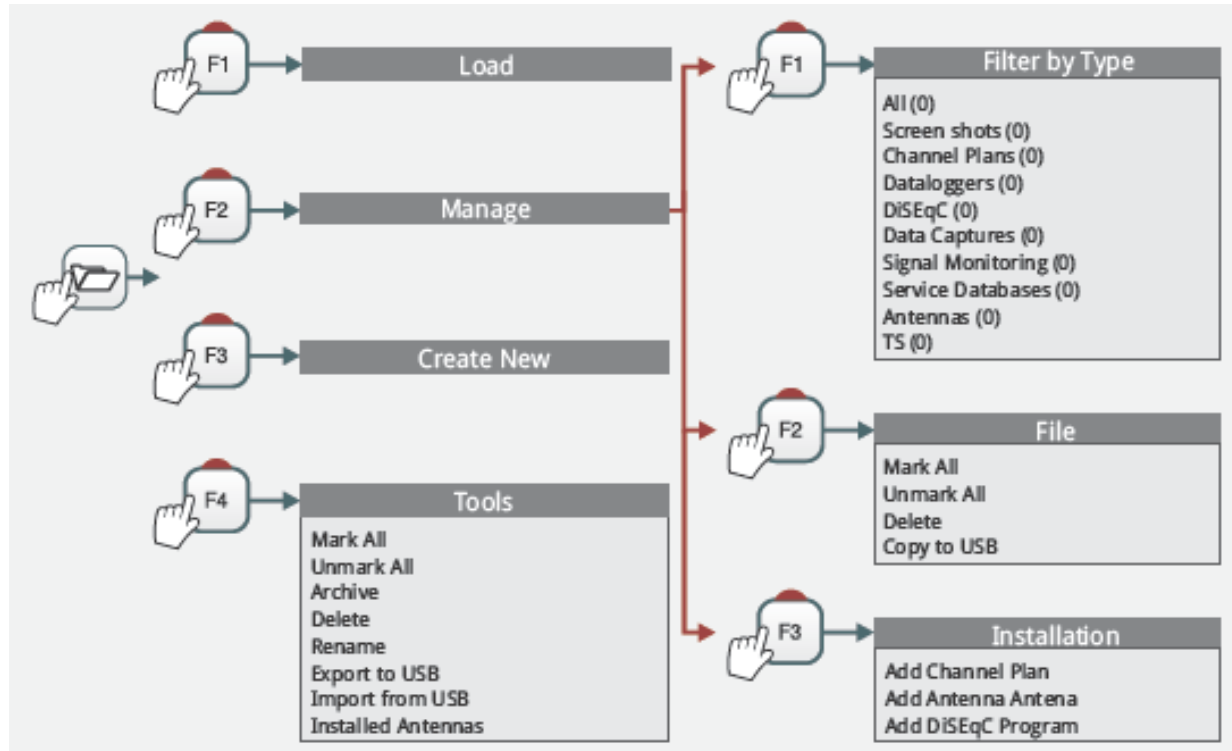 F1
Load
F2
Manage
F3
Create New
F4
Tools
Mark All
Unmark All
Archive
Delete
Rename
Export to USB
Import from USB
Installed Antennas
F1
Filter by Type
All (0)
Screen shots (0)
Channel Plans (0)
Dataloggers (0)
DiSEqC (0)
Data Captures (0)
Signal Monitoring (0)
Service Databases (0)
Antennas (0)
TS (0)
F2
File
Mark All
Unmark All
Delete
Copy to USB
F3
Installation
Add Channel Plan
Add Antenna Antena
Add DiSEqC Program